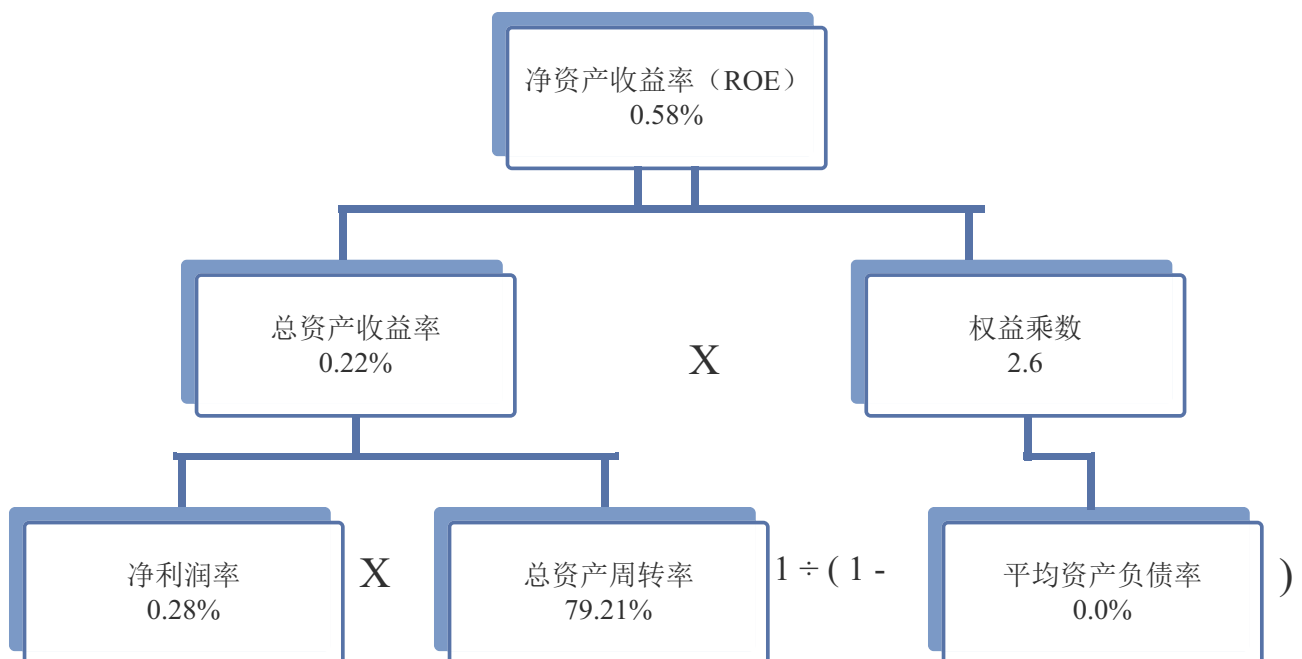 净资产收益率（ROE）
0.58%
总资产收益率
0.22%
X
权益乘数
2.6
净利润率
0.28%
X
总资产周转率
79.21%
1 ÷ ( 1 -
平均资产负债率
0.0%
)